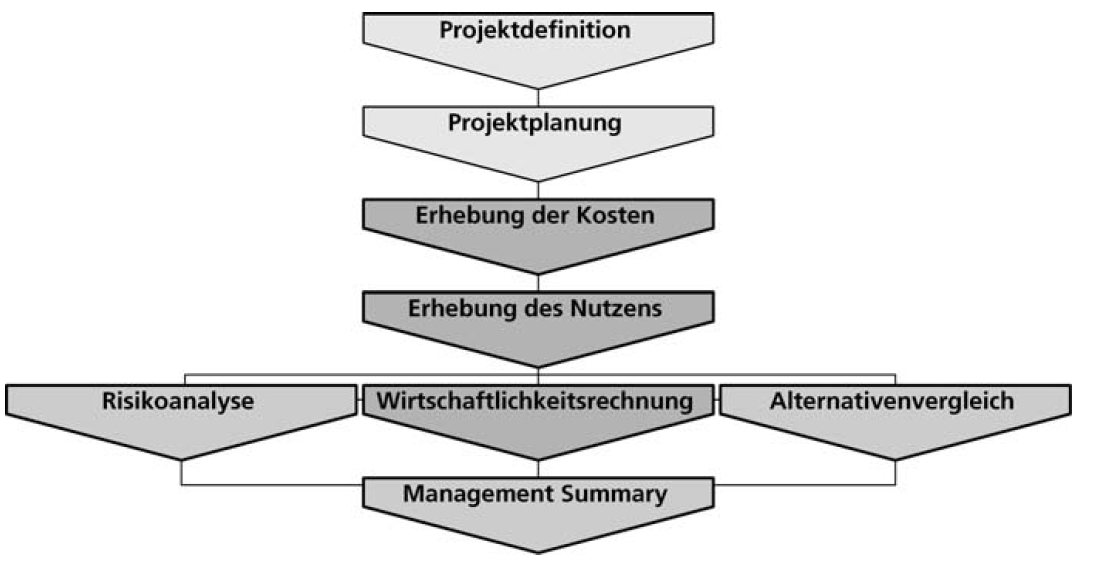 Projektdefinition
Projektplanung
Erhebung der Kosten
Erhebung des Nutzens
Risikoanalyse
Wirtschaftlichkeitsrechnung
Alternativenvergleich
Management Summary